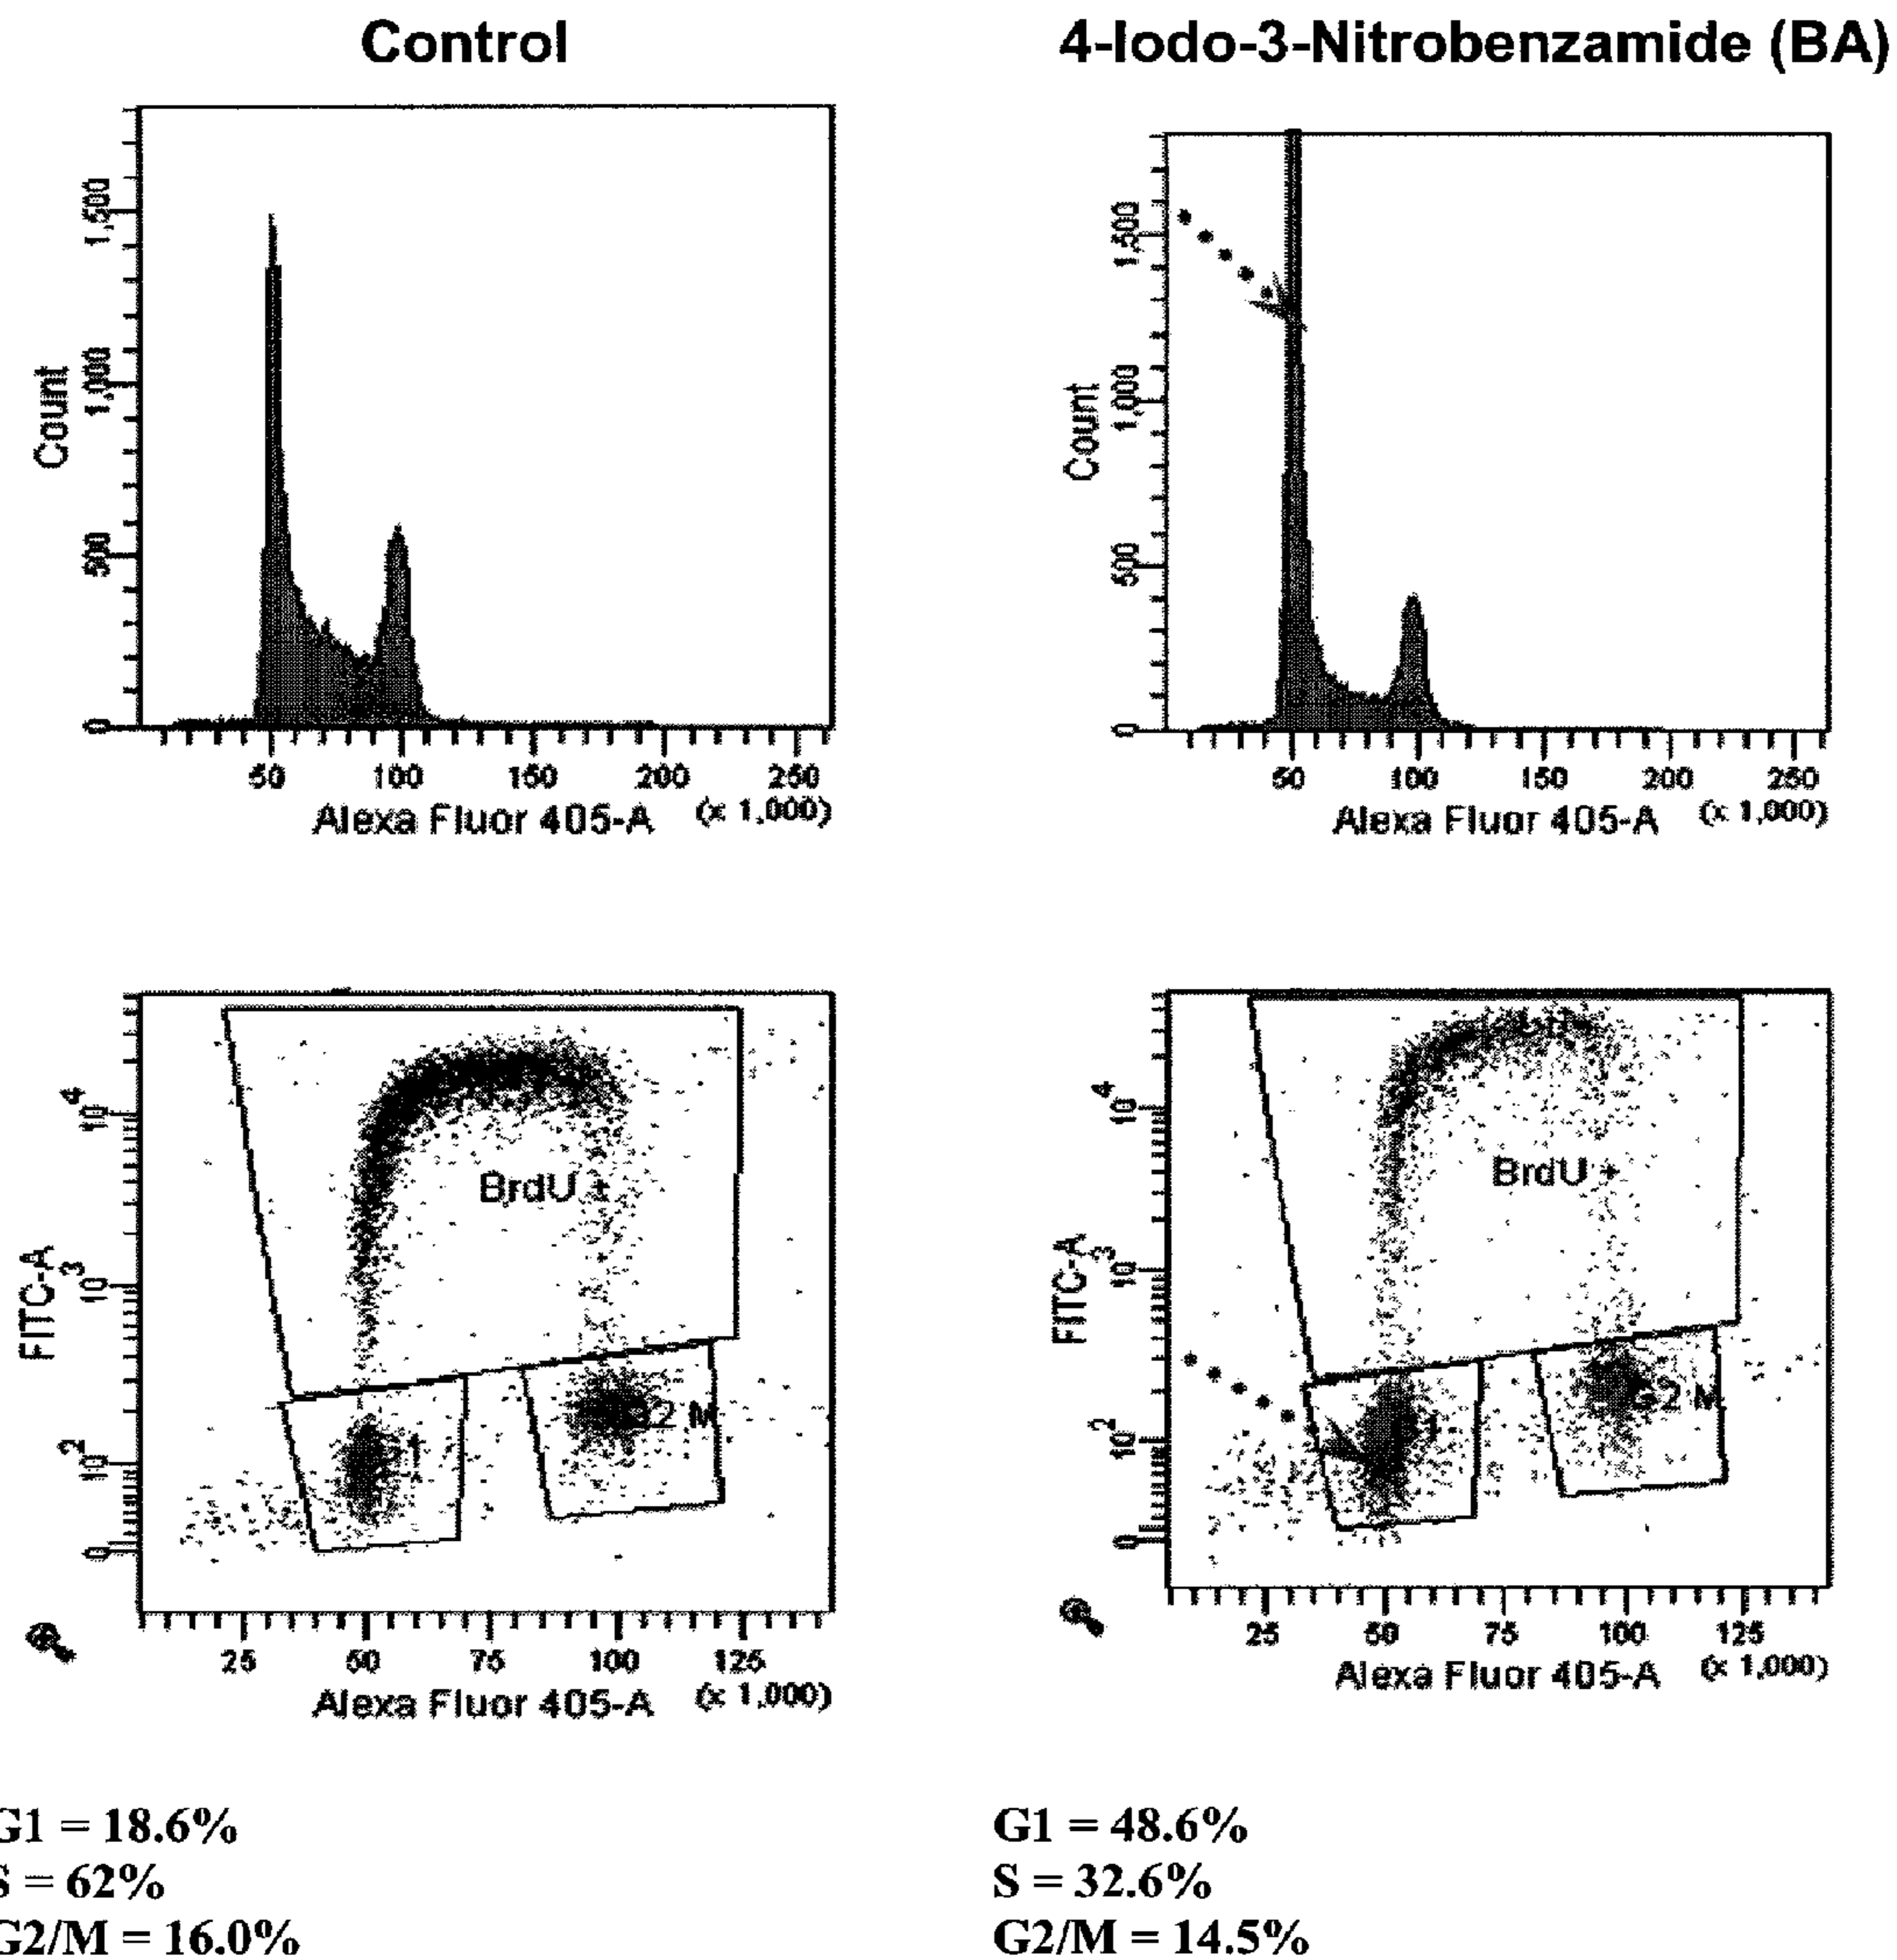 Control
4-Iodo-3-Nitrobenzamide (BA)
Count
0
500
1,000
1,500
50
100
150
200
250
Alexa Fluor 405-A
(x 1,000)
Count
0
500
1,000
1,500
50
100
150
200
250
Alexa Fluor 405-A
(x 1,000)
FITC-A
0
10^2
10^3
10^4
BrdU +
G2 M
25
50
75
100
125
Alexa Fluor 405-A
(x 1,000)
FITC-A
0
10^2
10^3
10^4
BrdU +
G2 M
25
50
75
100
125
Alexa Fluor 405-A
(x 1,000)
G1 = 18.6%
S = 62%
G2/M = 16.0%
G1 = 48.6%
S = 32.6%
G2/M = 14.5%